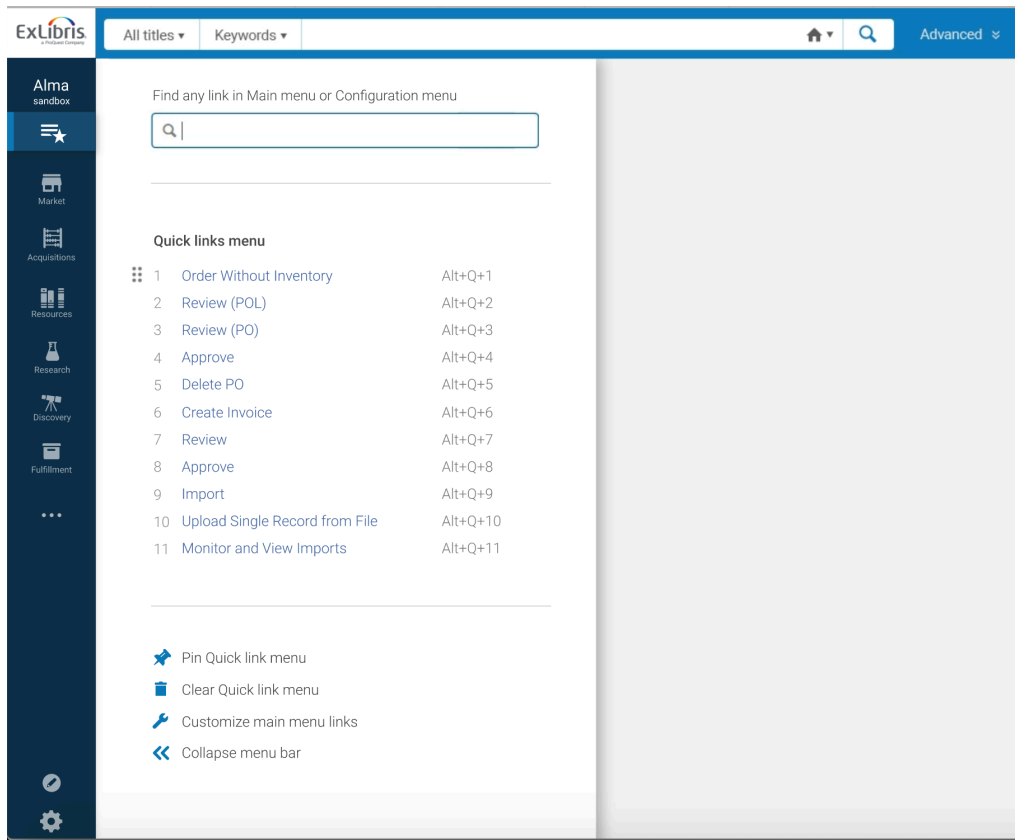 ExLibris
a ProQuest Company
All titles
Keywords
Advanced
Alma
sandbox
Market
Acquisitions
Resources
Research
Discovery
Fulfillment
Find any link in Main menu or Configuration menu
Quick links menu
1 Order Without Inventory Alt+Q+1
2 Review (POL) Alt+Q+2
3 Review (PO) Alt+Q+3
4 Approve Alt+Q+4
5 Delete PO Alt+Q+5
6 Create Invoice Alt+Q+6
7 Review Alt+Q+7
8 Approve Alt+Q+8
9 Import Alt+Q+9
10 Upload Single Record from File Alt+Q+10
11 Monitor and View Imports Alt+Q+11
Pin Quick link menu
Clear Quick link menu
Customize main menu links
Collapse menu bar